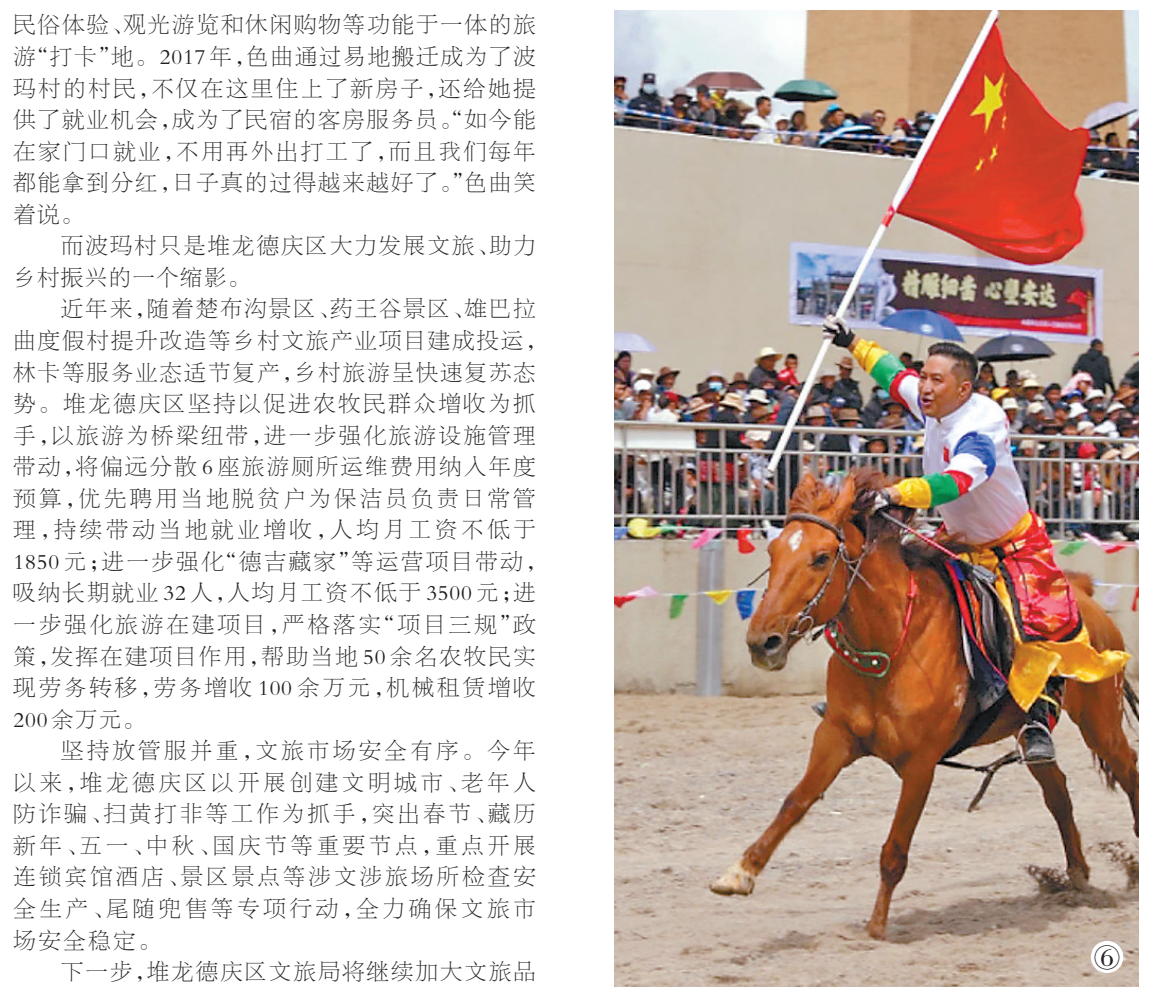 民俗体验、观光游览和休闲购物等功能于一体的旅
游“打卡”地。2017年,色曲通过易地搬迁成为了波
玛村的村民,不仅在这里住上了新房子,还给她提
供了就业机会,成为了民宿的客房服务员。“如今能
在家门口就业,不用再外出打工了,而且我们每年
都能拿到分红,日子真的过得越来越好了。”色曲笑
着说。
而波玛村只是堆龙德庆区大力发展文旅、助力
乡村振兴的一个缩影。
近年来,随着楚布沟景区、药王谷景区、雄巴拉
曲度假村提升改造等乡村文旅产业项目建成投运,
林卡等服务业态适节复产,乡村旅游呈快速复苏态
势。堆龙德庆区坚持以促进农牧民群众增收为抓
手,以旅游为桥梁纽带,进一步强化旅游设施管理
带动,将偏远分散6座旅游厕所运维费用纳入年度
预算,优先聘用当地脱贫户为保洁员负责日常管
理,持续带动当地就业增收,人均月工资不低于
1850元;进一步强化“德吉藏家”等运营项目带动,
吸纳长期就业32人,人均月工资不低于3500元;进
一步强化旅游在建项目,严格落实“项目三规”政
策,发挥在建项目作用,帮助当地50余名农牧民实
现劳务转移,劳务增收100余万元,机械租赁增收
200余万元。
坚持放管服并重,文旅市场安全有序。今年
以来,堆龙德庆区以开展创建文明城市、老年人
防诈骗、扫黄打非等工作为抓手,突出春节、藏历
新年、五一、中秋、国庆节等重要节点,重点开展
连锁宾馆酒店、景区景点等涉文涉旅场所检查安
全生产、尾随兜售等专项行动,全力确保文旅市
场安全稳定。
下一步,堆龙德庆区文旅局将继续加大文旅品
精雕细凿 心塑安达
⑥